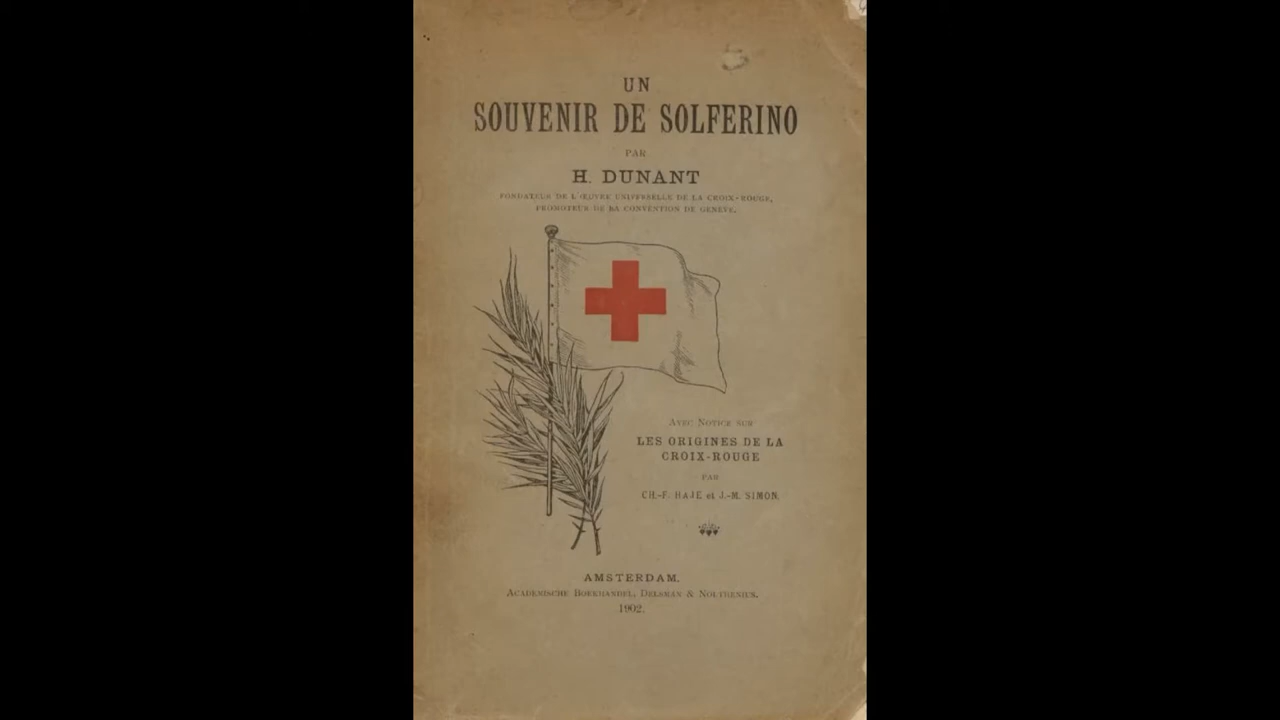 UN
SOUVENIR DE SOLFERINO
PAR
H. DUNANT
FONDATEUR DE L'ŒUVRE UNIVERSELLE DE LA CROIX-ROUGE,
PROMOTEUR DE LA CONVENTION DE GENÈVE.
AVEC NOTICE SUR
LES ORIGINES DE LA
CROIX-ROUGE
PAR
CH.-F. HAJE et J.-M. SIMON.
AMSTERDAM.
ACADEMISCHE BOEKHANDEL, DELSMAN & NOLTHENIUS.
1902.